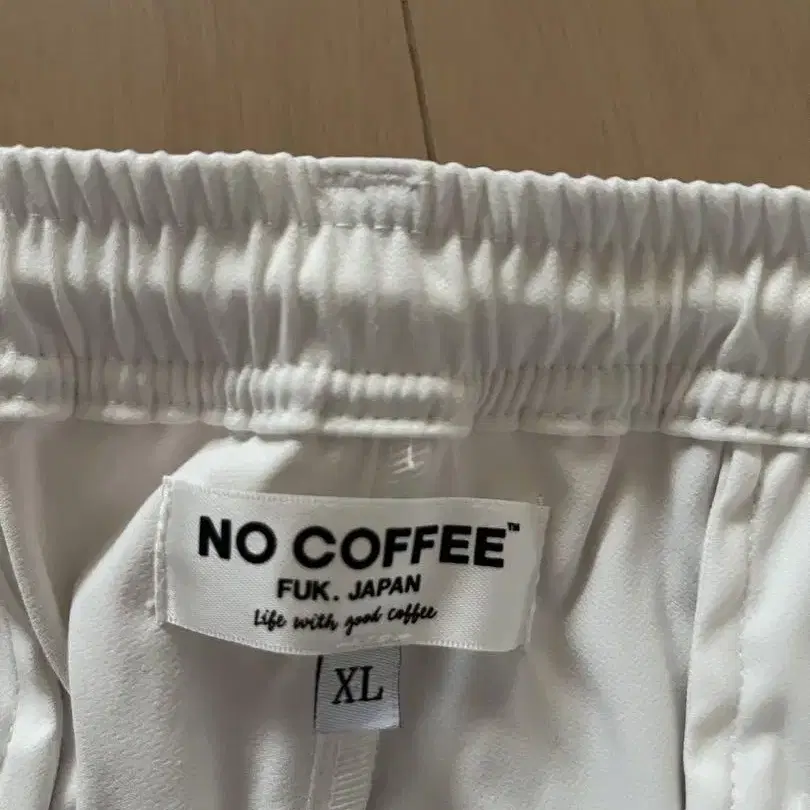 NO COFFEE™
FUK. JAPAN
Life with good coffee
XL